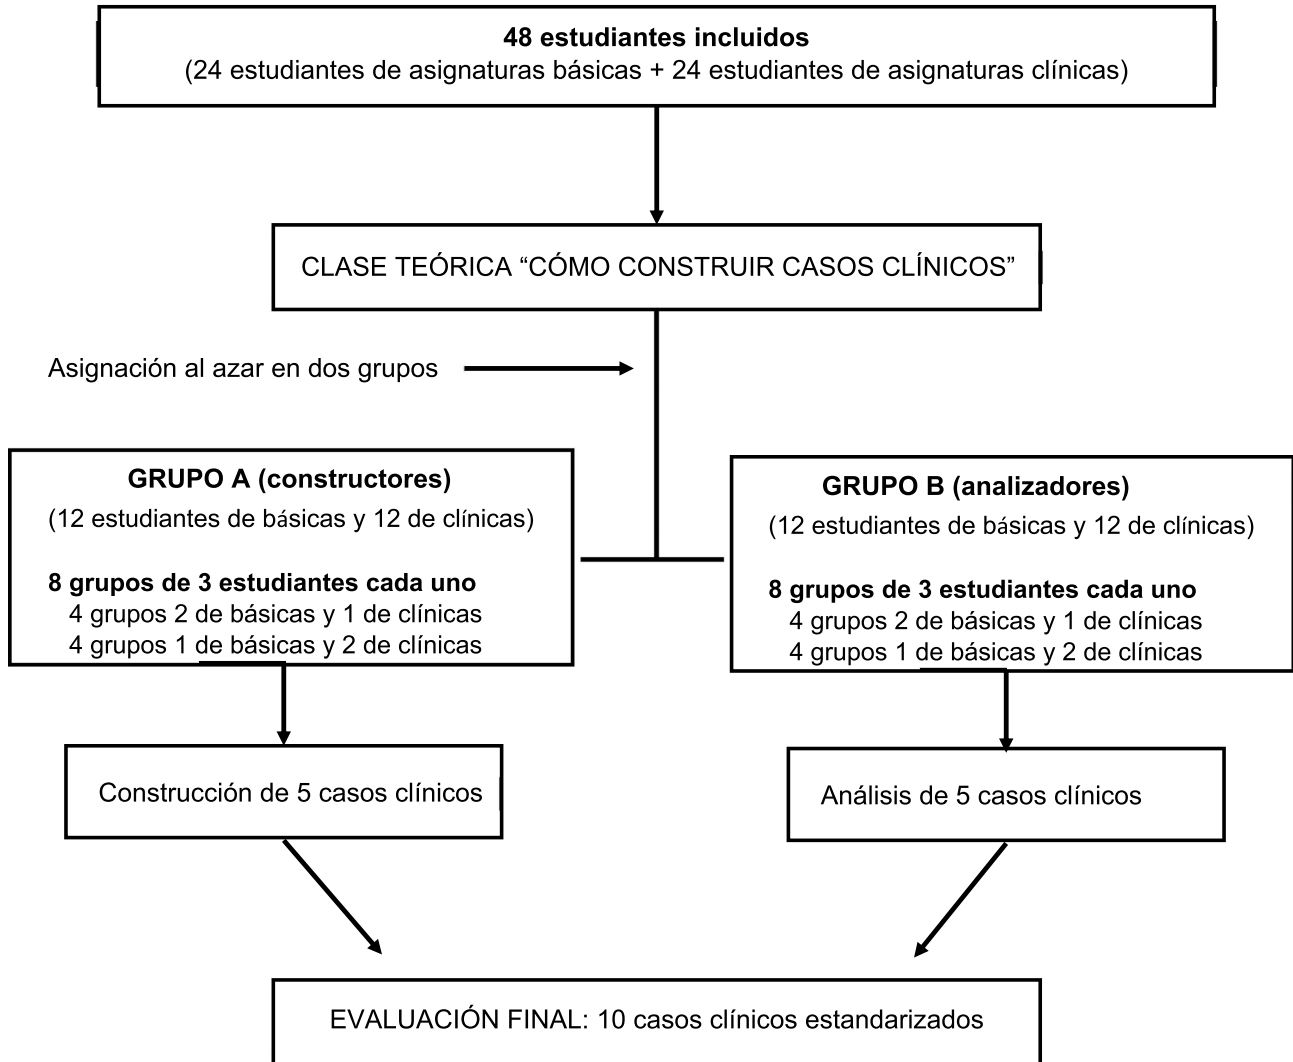 48 estudiantes incluidos
(24 estudiantes de asignaturas básicas + 24 estudiantes de asignaturas clínicas)
CLASE TEÓRICA “CÓMO CONSTRUIR CASOS CLÍNICOS”
Asignación al azar en dos grupos
GRUPO A (constructores)
(12 estudiantes de básicas y 12 de clínicas)
8 grupos de 3 estudiantes cada uno
4 grupos 2 de básicas y 1 de clínicas
4 grupos 1 de básicas y 2 de clínicas
GRUPO B (analizadores)
(12 estudiantes de básicas y 12 de clínicas)
8 grupos de 3 estudiantes cada uno
4 grupos 2 de básicas y 1 de clínicas
4 grupos 1 de básicas y 2 de clínicas
Construcción de 5 casos clínicos
Análisis de 5 casos clínicos
EVALUACIÓN FINAL: 10 casos clínicos estandarizados